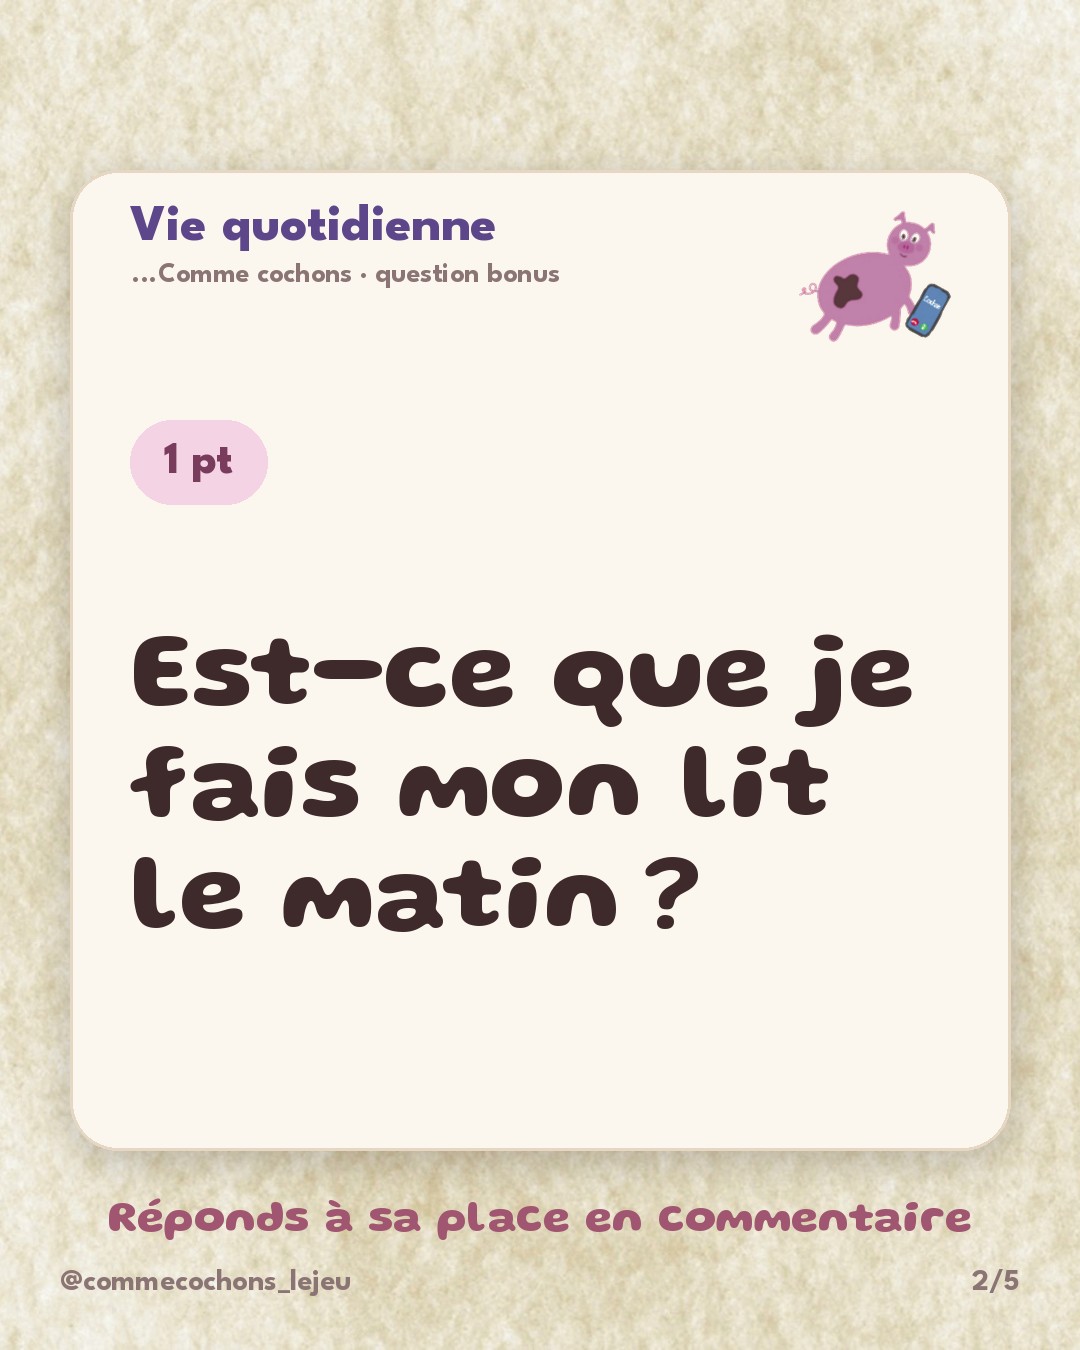 Vie quotidienne
...Comme cochons · question bonus
1 pt
Est-ce que je
fais mon lit
le matin ?
Réponds à sa place en commentaire
@commecochons_lejeu
2/5